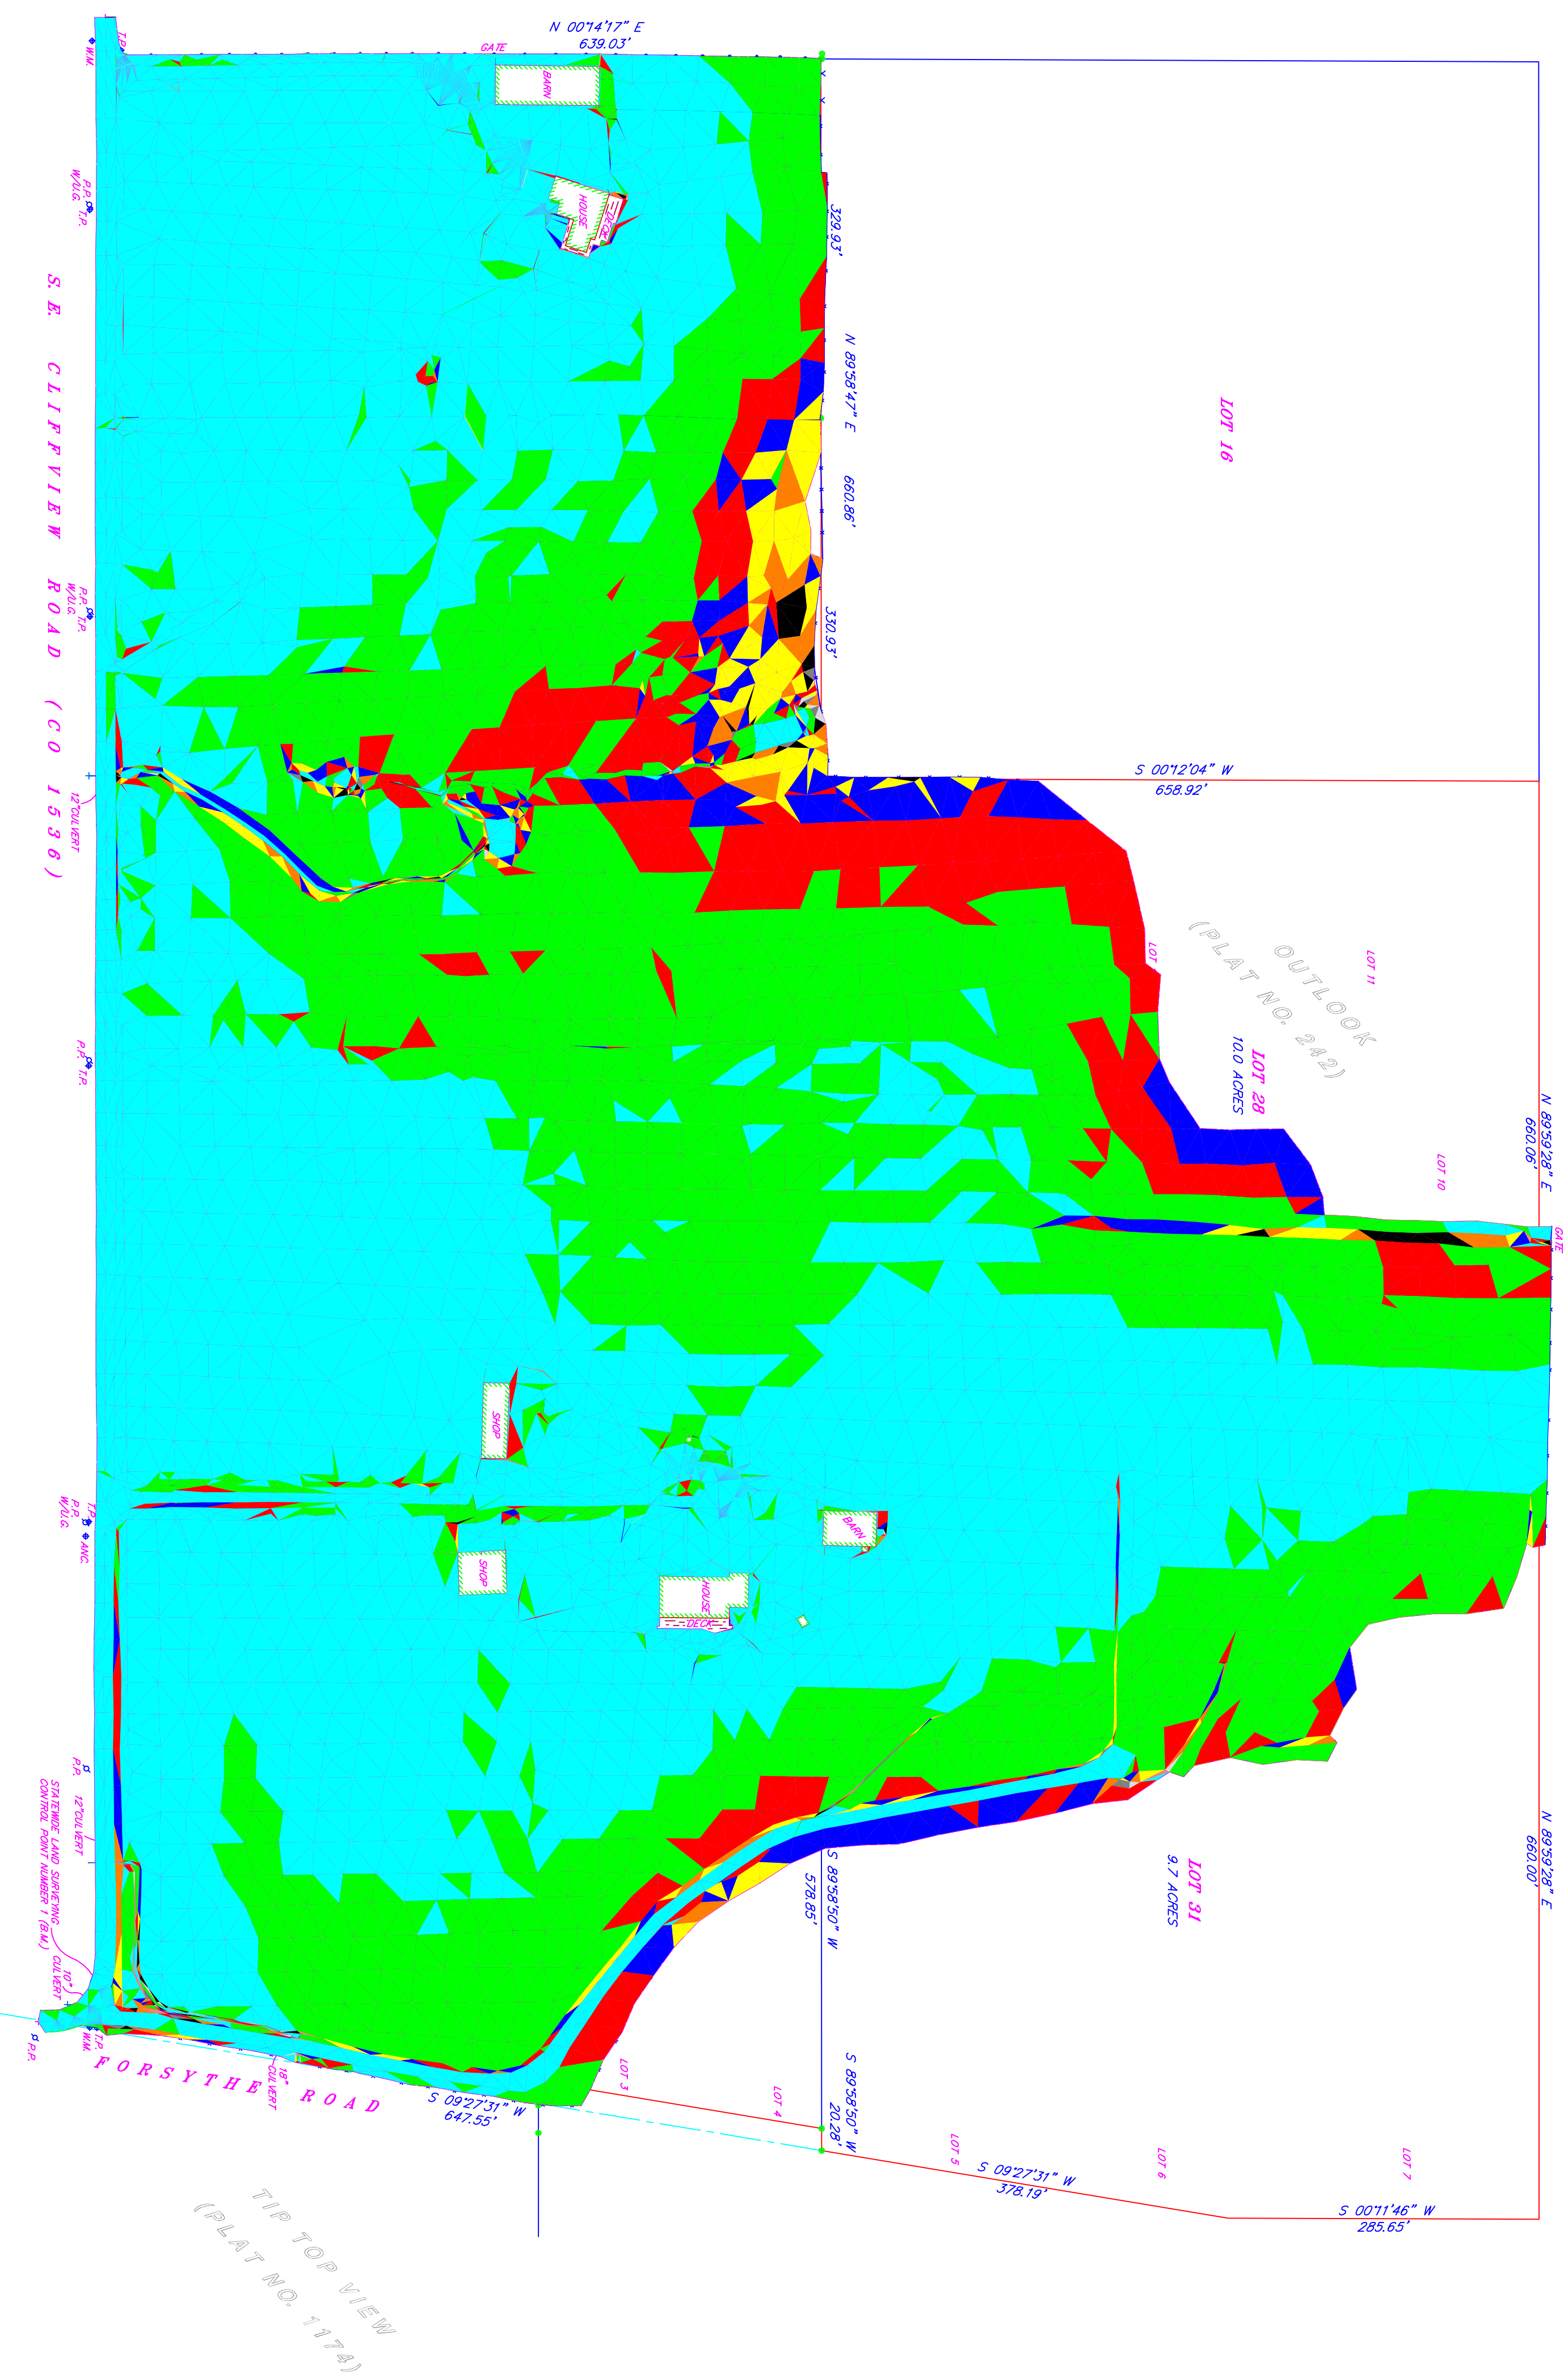 N 00°14'17" E
639.03'
GATE
T.P.
W.M.
BARN
HOUSE
DECK
P.P. T.P.
W/U.G.
329.93'
N 89°58'47" E 660.86'
LOT 16
S. E. CLIFFVIEW ROAD (CO 1536)
P.P. T.P.
W/U.G.
330.93'
S 00°12'04" W
658.92'
12"CULVERT
OUTLOOK
(PLAT NO. 242)
LOT
LOT 11
LOT 28
10.0 ACRES
P.P. T.P.
N 89°59'28" E
660.06'
LOT 10
GATE
SHOP
T.P.
P.P.
W/U.G.
ANC.
SHOP
BARN
HOUSE
DECK
P.P.
12"CULVERT
STATEWIDE LAND SURVEYING
CONTROL POINT NUMBER 1 (B.M.)
10"
CULVERT
S 89°58'50" W
578.85'
LOT 31
9.7 ACRES
N 89°59'28" E
660.00'
P.P.
T.P.
W.M.
FORSYTHE ROAD
18"
CULVERT
S 09°27'31" W
647.55'
LOT 3
LOT 4
S 89°58'50" W
20.28'
LOT 5
LOT 6
LOT 7
S 09°27'31" W
378.19'
S 00°11'46" W
285.65'
TIP TOP VIEW
(PLAT NO. 1174)